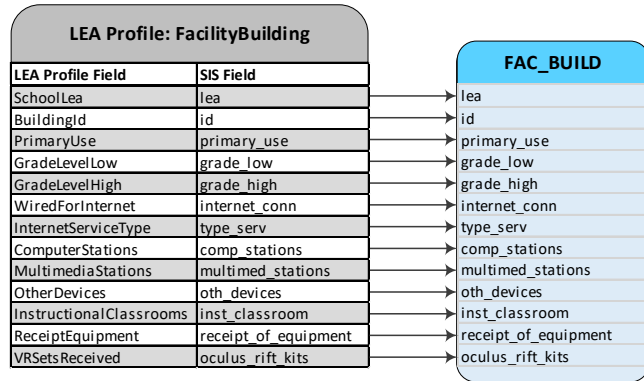 LEA Profile: FacilityBuilding
LEA Profile Field SIS Field
SchoolLea lea
BuildingId id
PrimaryUse primary_use
GradeLevelLow grade_low
GradeLevelHigh grade_high
WiredForInternet internet_conn
InternetServiceType type_serv
ComputerStations comp_stations
MultimediaStations multimed_stations
OtherDevices oth_devices
InstructionalClassrooms inst_classroom
ReceiptEquipment receipt_of_equipment
VRSetsReceived oculus_rift_kits
FAC_BUILD
lea
id
primary_use
grade_low
grade_high
internet_conn
type_serv
comp_stations
multimed_stations
oth_devices
inst_classroom
receipt_of_equipment
oculus_rift_kits